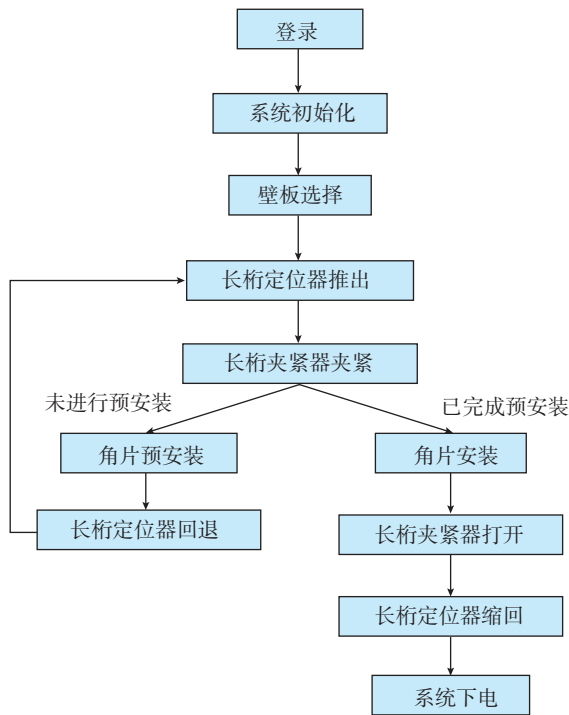 登录
系统初始化
壁板选择
长桁定位器推出
长桁夹紧器夹紧
未进行预安装
已完成预安装
角片预安装
角片安装
长桁定位器回退
长桁夹紧器打开
长桁定位器缩回
系统下电